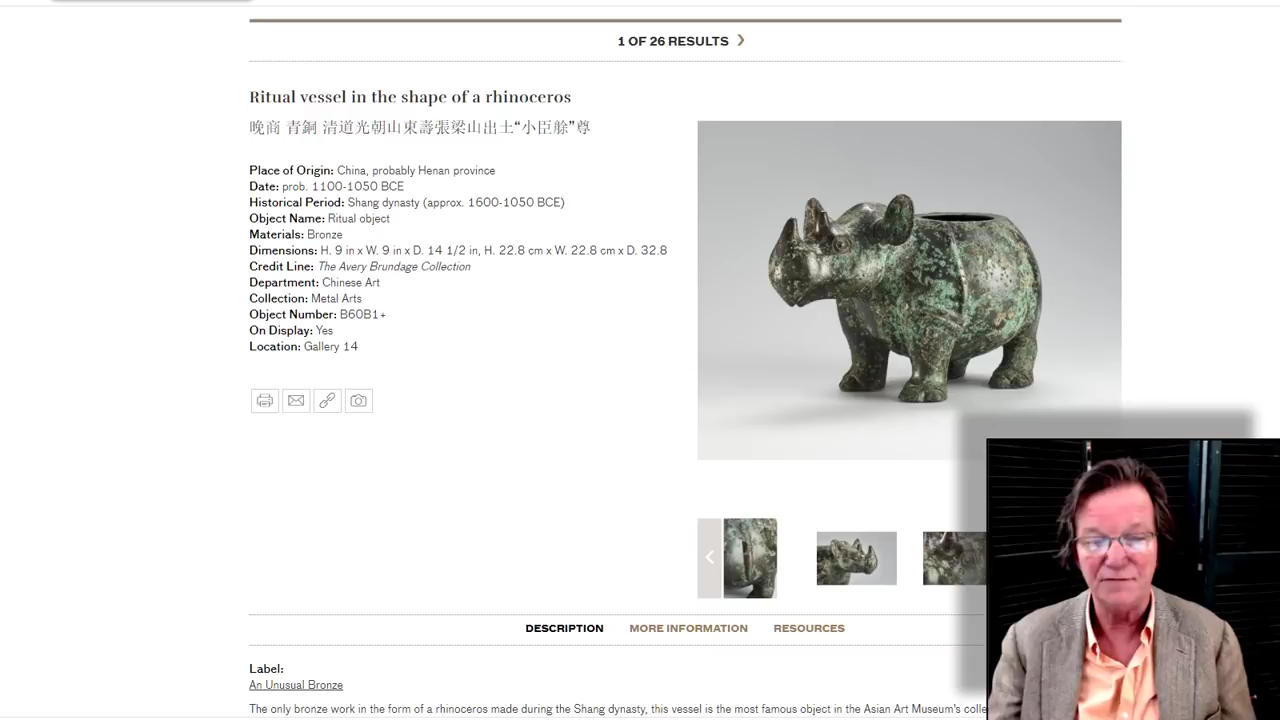 1 OF 26 RESULTS
Ritual vessel in the shape of a rhinoceros
晚商 青銅 清道光朝山東壽張梁山出土“小臣艅”尊
Place of Origin: China, probably Henan province
Date: prob. 1100-1050 BCE
Historical Period: Shang dynasty (approx. 1600-1050 BCE)
Object Name: Ritual object
Materials: Bronze
Dimensions: H. 9 in x W. 9 in x D. 14 1/2 in, H. 22.8 cm x W. 22.8 cm x D. 32.8
Credit Line: The Avery Brundage Collection
Department: Chinese Art
Collection: Metal Arts
Object Number: B60B1+
On Display: Yes
Location: Gallery 14
DESCRIPTION MORE INFORMATION RESOURCES
Label:
An Unusual Bronze
The only bronze work in the form of a rhinoceros made during the Shang dynasty, this vessel is the most famous object in the Asian Art Museum's